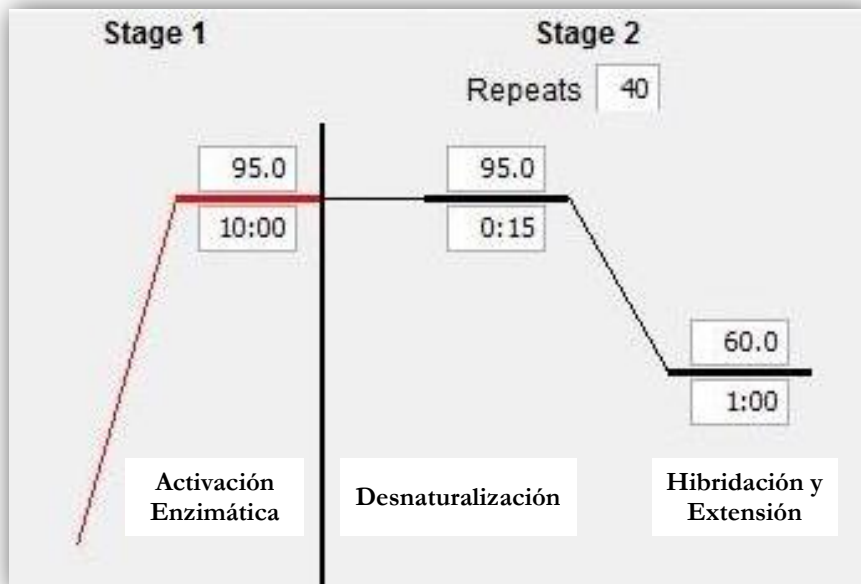 Stage 1
Stage 2
Repeats 40
95.0
10:00
95.0
0:15
60.0
1:00
Activación
Enzimática
Desnaturalización
Hibridación y
Extensión